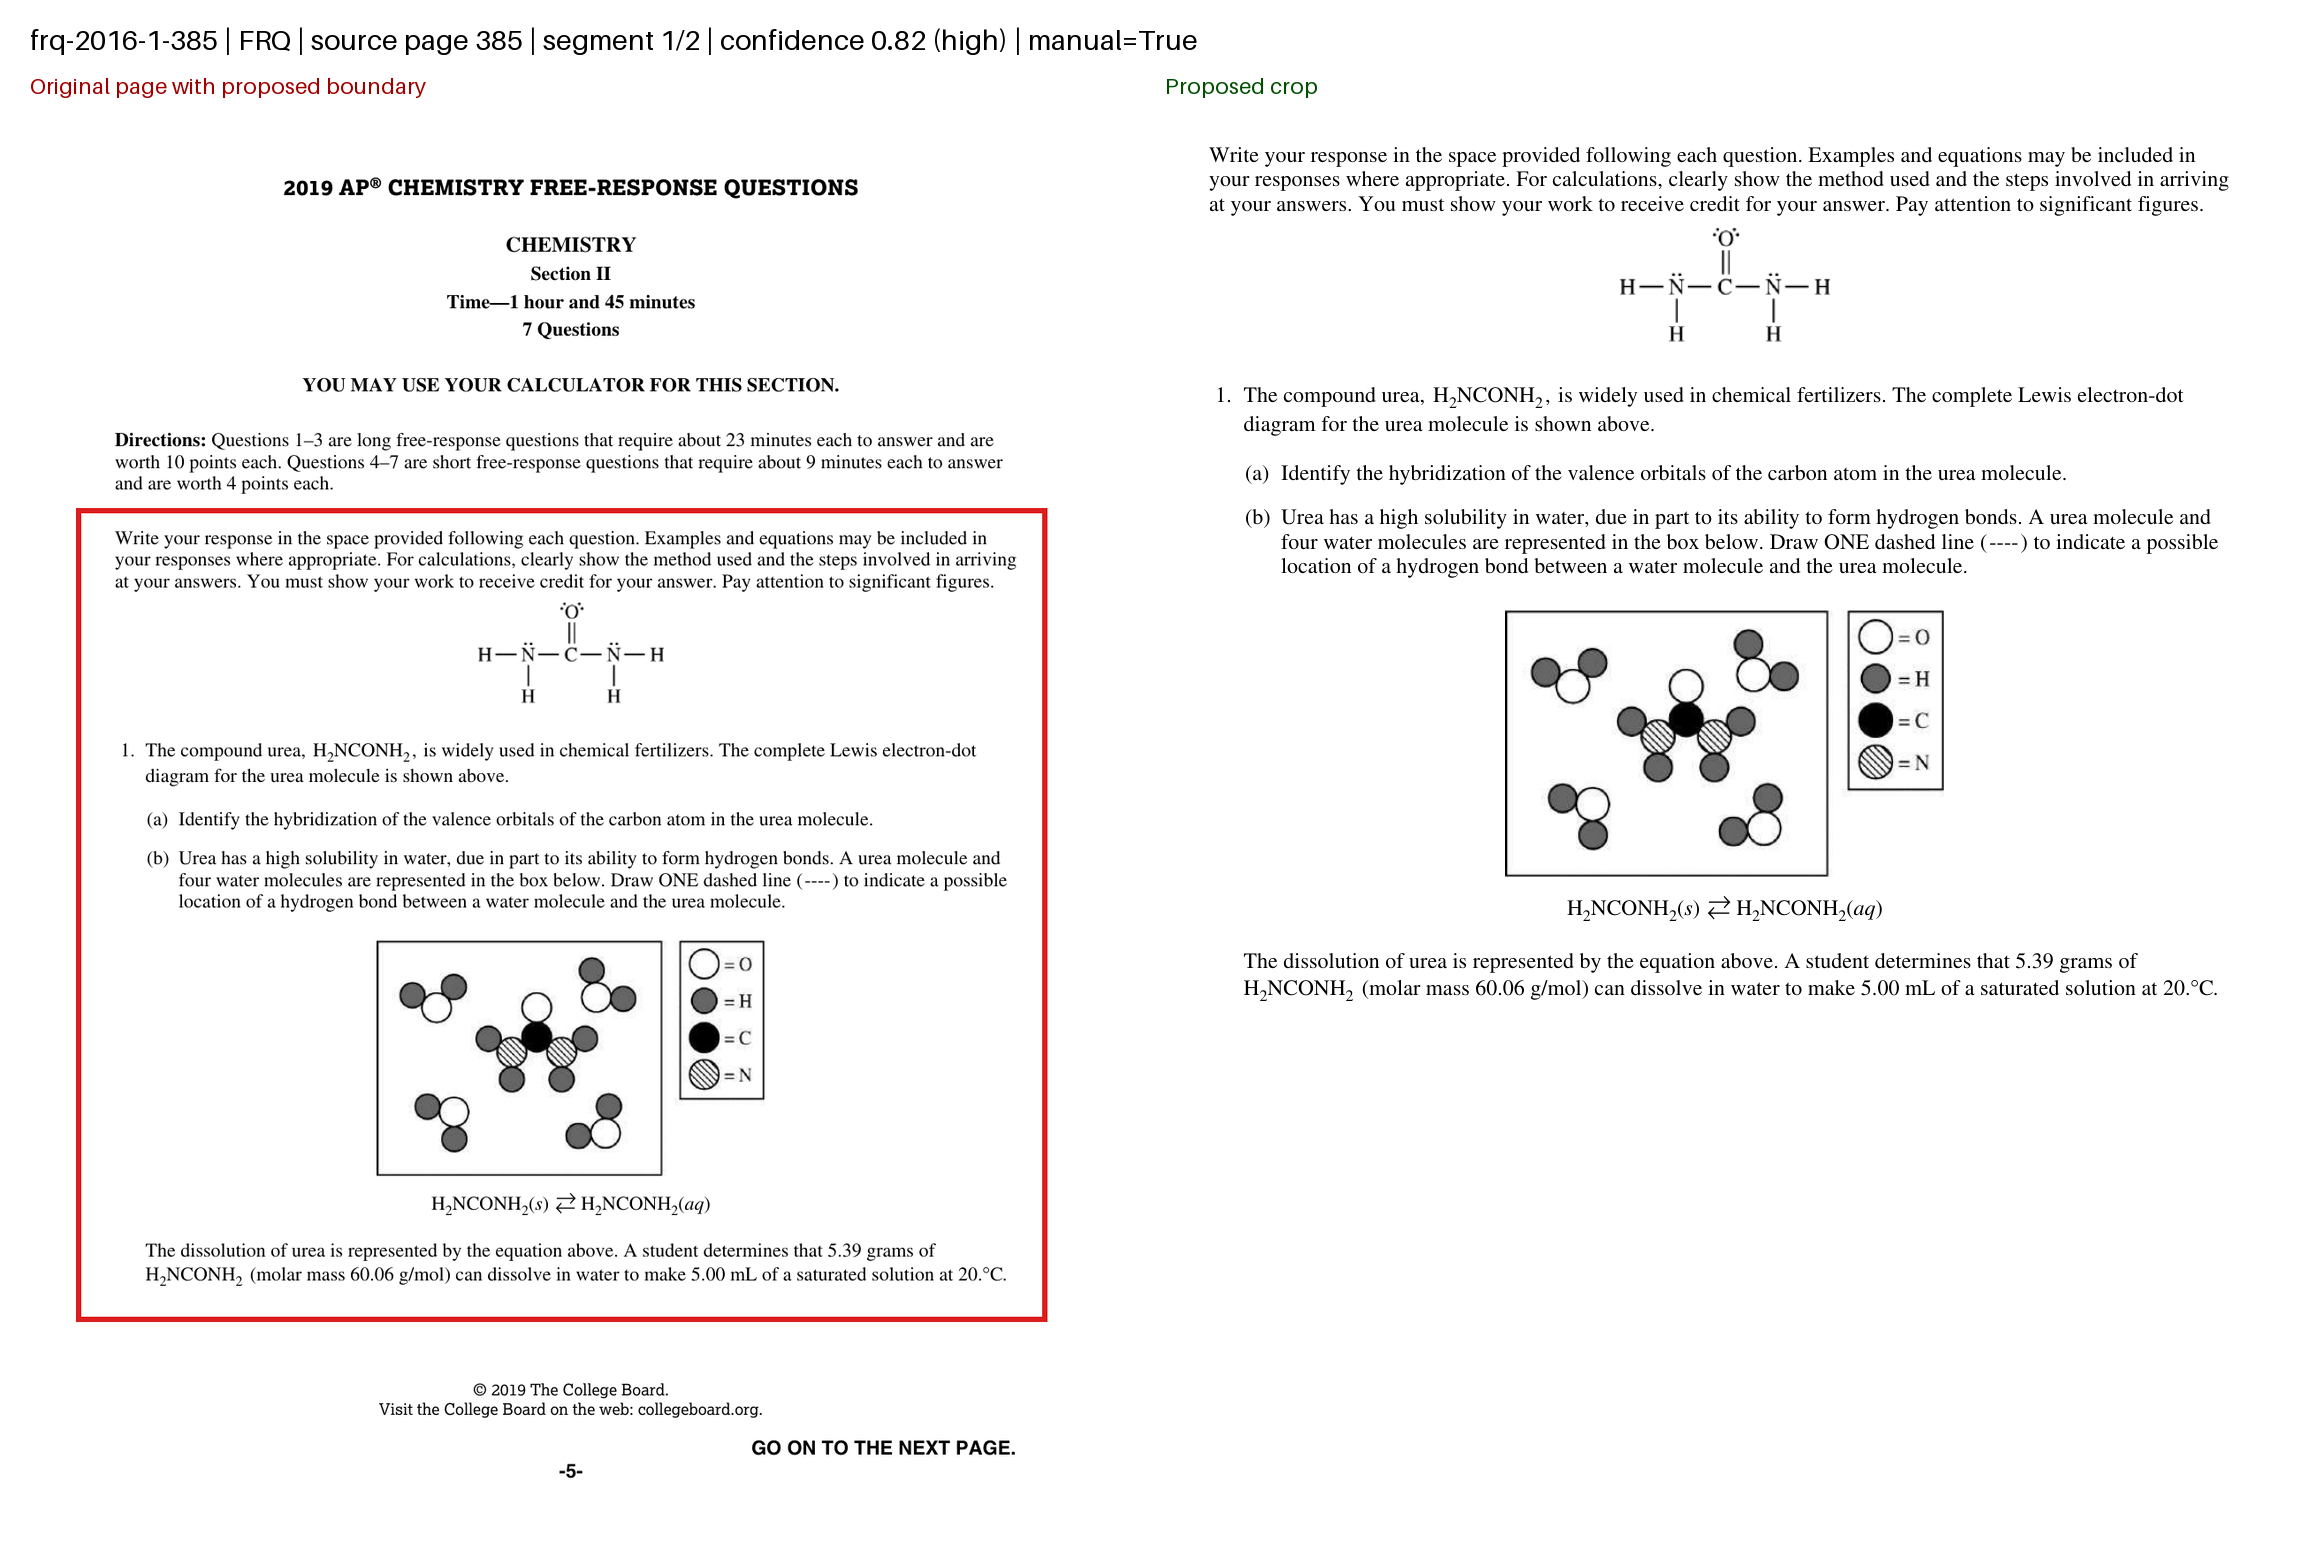 frq-2016-1-385 | FRQ | source page 385 | segment 1/2 | confidence 0.82 (high) | manual=True
Original page with proposed boundary
2019 AP® CHEMISTRY FREE-RESPONSE QUESTIONS
CHEMISTRY
Section II
Time—1 hour and 45 minutes
7 Questions
YOU MAY USE YOUR CALCULATOR FOR THIS SECTION.
Directions: Questions 1–3 are long free-response questions that require about 23 minutes each to answer and are
worth 10 points each. Questions 4–7 are short free-response questions that require about 9 minutes each to answer
and are worth 4 points each.
Write your response in the space provided following each question. Examples and equations may be included in
your responses where appropriate. For calculations, clearly show the method used and the steps involved in arriving
at your answers. You must show your work to receive credit for your answer. Pay attention to significant figures.
O
H—N—C—N—H
H H
1. The compound urea, H₂NCONH₂, is widely used in chemical fertilizers. The complete Lewis electron-dot
diagram for the urea molecule is shown above.
(a) Identify the hybridization of the valence orbitals of the carbon atom in the urea molecule.
(b) Urea has a high solubility in water, due in part to its ability to form hydrogen bonds. A urea molecule and
four water molecules are represented in the box below. Draw ONE dashed line (----) to indicate a possible
location of a hydrogen bond between a water molecule and the urea molecule.
= O
= H
= C
= N
H₂NCONH₂(s) ⇄ H₂NCONH₂(aq)
The dissolution of urea is represented by the equation above. A student determines that 5.39 grams of
H₂NCONH₂ (molar mass 60.06 g/mol) can dissolve in water to make 5.00 mL of a saturated solution at 20.°C.
© 2019 The College Board.
Visit the College Board on the web: collegeboard.org.
GO ON TO THE NEXT PAGE.
-5-
Proposed crop
Write your response in the space provided following each question. Examples and equations may be included in
your responses where appropriate. For calculations, clearly show the method used and the steps involved in arriving
at your answers. You must show your work to receive credit for your answer. Pay attention to significant figures.
O
H—N—C—N—H
H H
1. The compound urea, H₂NCONH₂, is widely used in chemical fertilizers. The complete Lewis electron-dot
diagram for the urea molecule is shown above.
(a) Identify the hybridization of the valence orbitals of the carbon atom in the urea molecule.
(b) Urea has a high solubility in water, due in part to its ability to form hydrogen bonds. A urea molecule and
four water molecules are represented in the box below. Draw ONE dashed line (----) to indicate a possible
location of a hydrogen bond between a water molecule and the urea molecule.
= O
= H
= C
= N
H₂NCONH₂(s) ⇄ H₂NCONH₂(aq)
The dissolution of urea is represented by the equation above. A student determines that 5.39 grams of
H₂NCONH₂ (molar mass 60.06 g/mol) can dissolve in water to make 5.00 mL of a saturated solution at 20.°C.